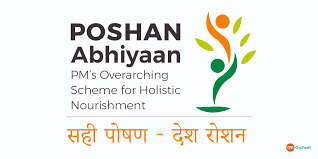 POSHAN
Abhiyaan
PM's Overarching
Scheme for Holistic
Nourishment
सही पोषण - देश रोशन